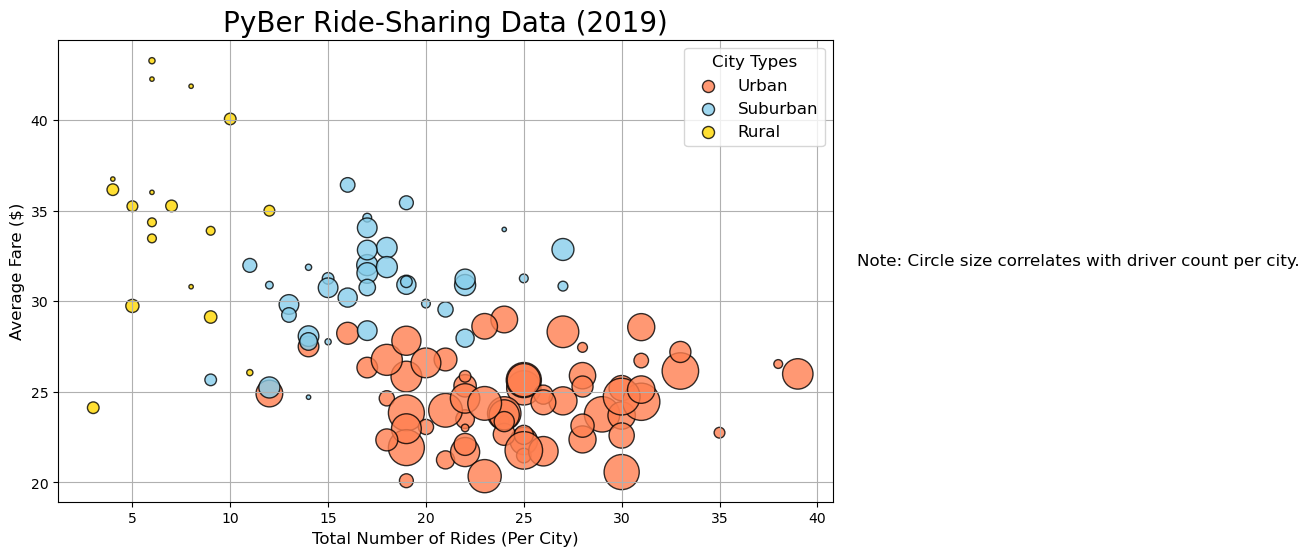 PyBer Ride-Sharing Data (2019)
City Types
Urban
Suburban
Rural
Average Fare ($)
40
35
30
25
20
5 10 15 20 25 30 35 40
Total Number of Rides (Per City)
Note: Circle size correlates with driver count per city.